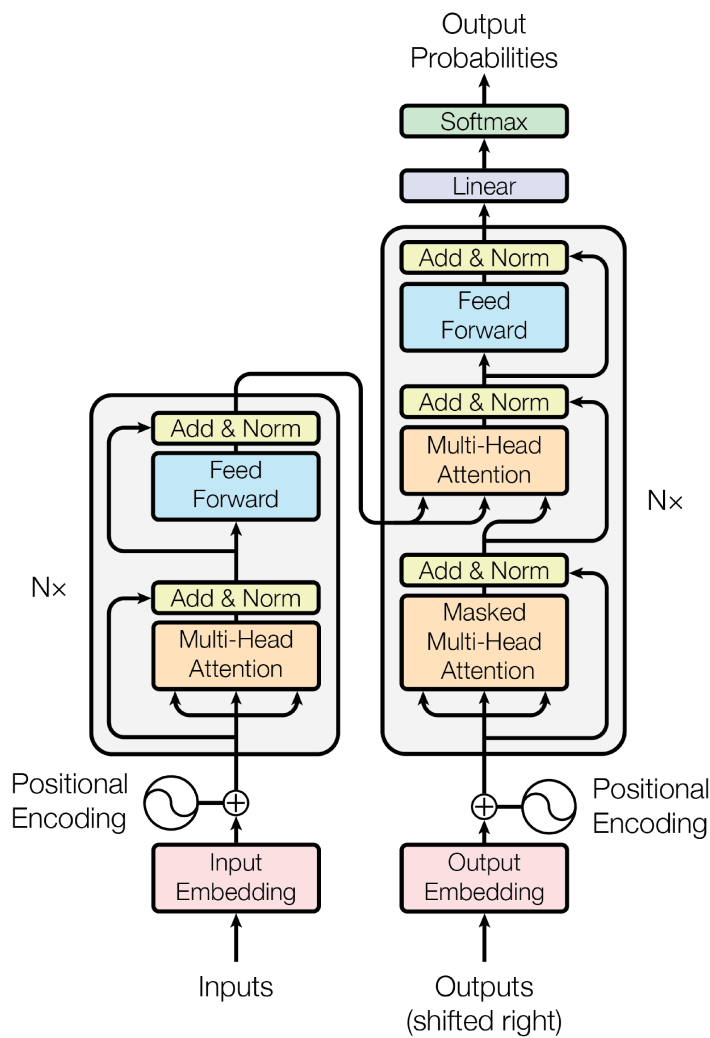 Output
Probabilities
Softmax
Linear
Add & Norm
Feed
Forward
Add & Norm
Multi-Head
Attention
Add & Norm
Masked
Multi-Head
Attention
N×
Add & Norm
Feed
Forward
Add & Norm
Multi-Head
Attention
N×
Positional
Encoding
Positional
Encoding
Input
Embedding
Output
Embedding
Inputs
Outputs
(shifted right)